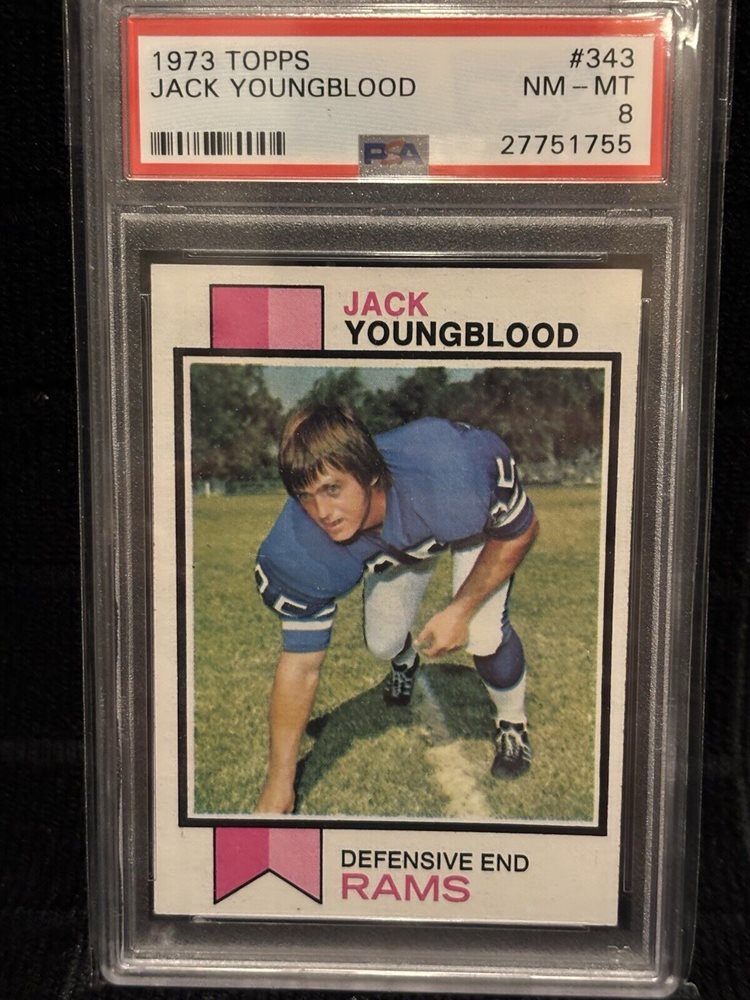 1973 TOPPS #343
JACK YOUNGBLOOD NM - MT
8
PSA 27751755
JACK
YOUNGBLOOD
DEFENSIVE END
RAMS